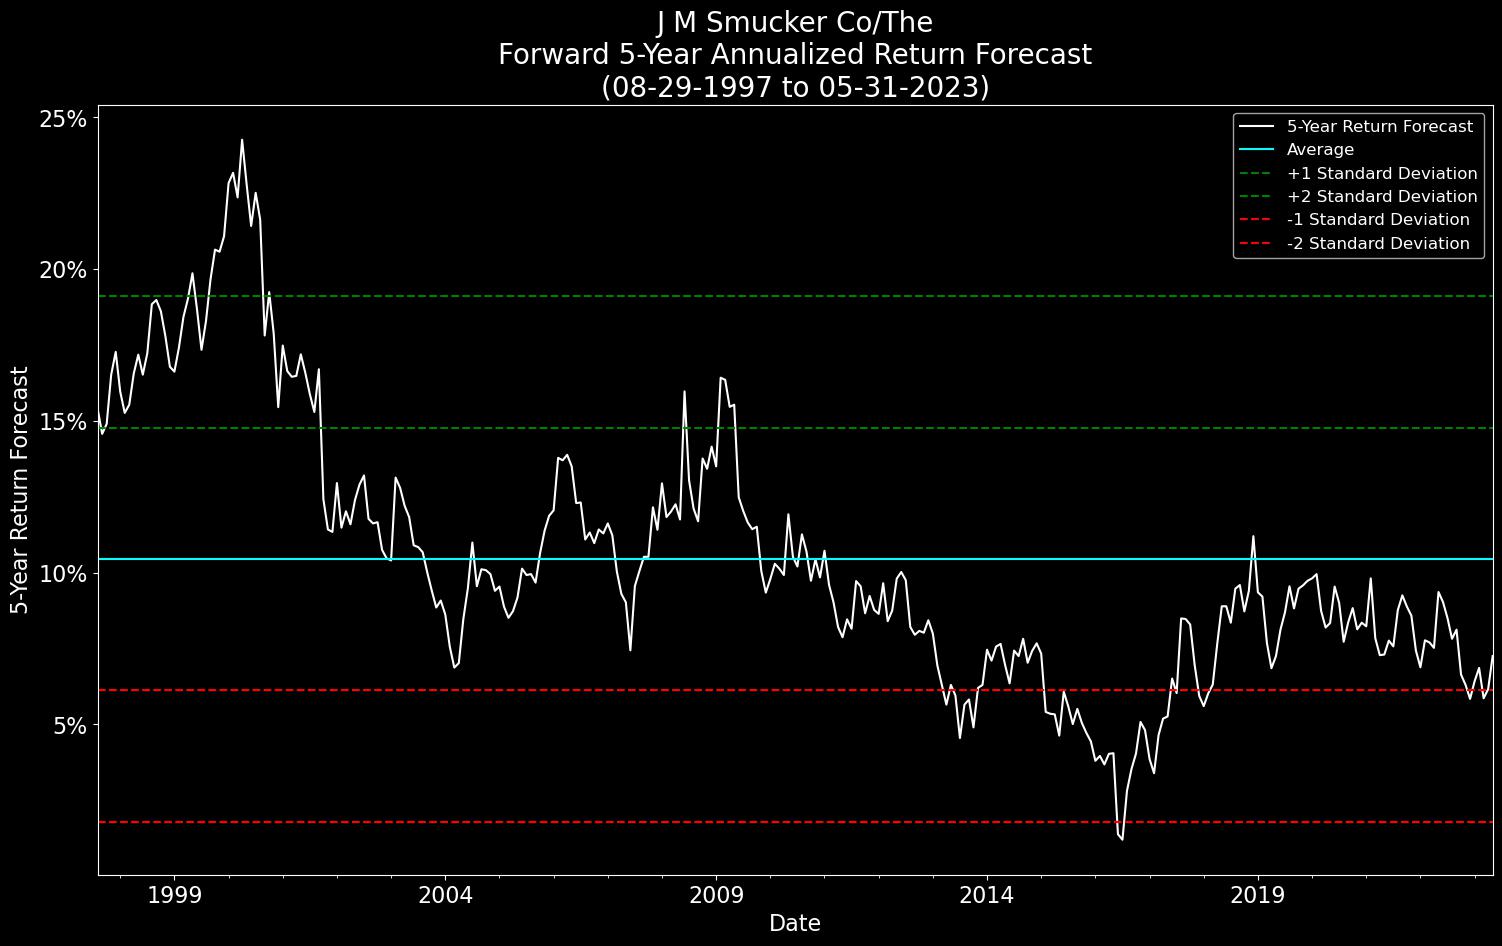 J M Smucker Co/The
Forward 5-Year Annualized Return Forecast
(08-29-1997 to 05-31-2023)
25%
20%
15%
10%
5%
5-Year Return Forecast
5-Year Return Forecast
Average
+1 Standard Deviation
+2 Standard Deviation
-1 Standard Deviation
-2 Standard Deviation
1999
2004
2009
2014
2019
Date